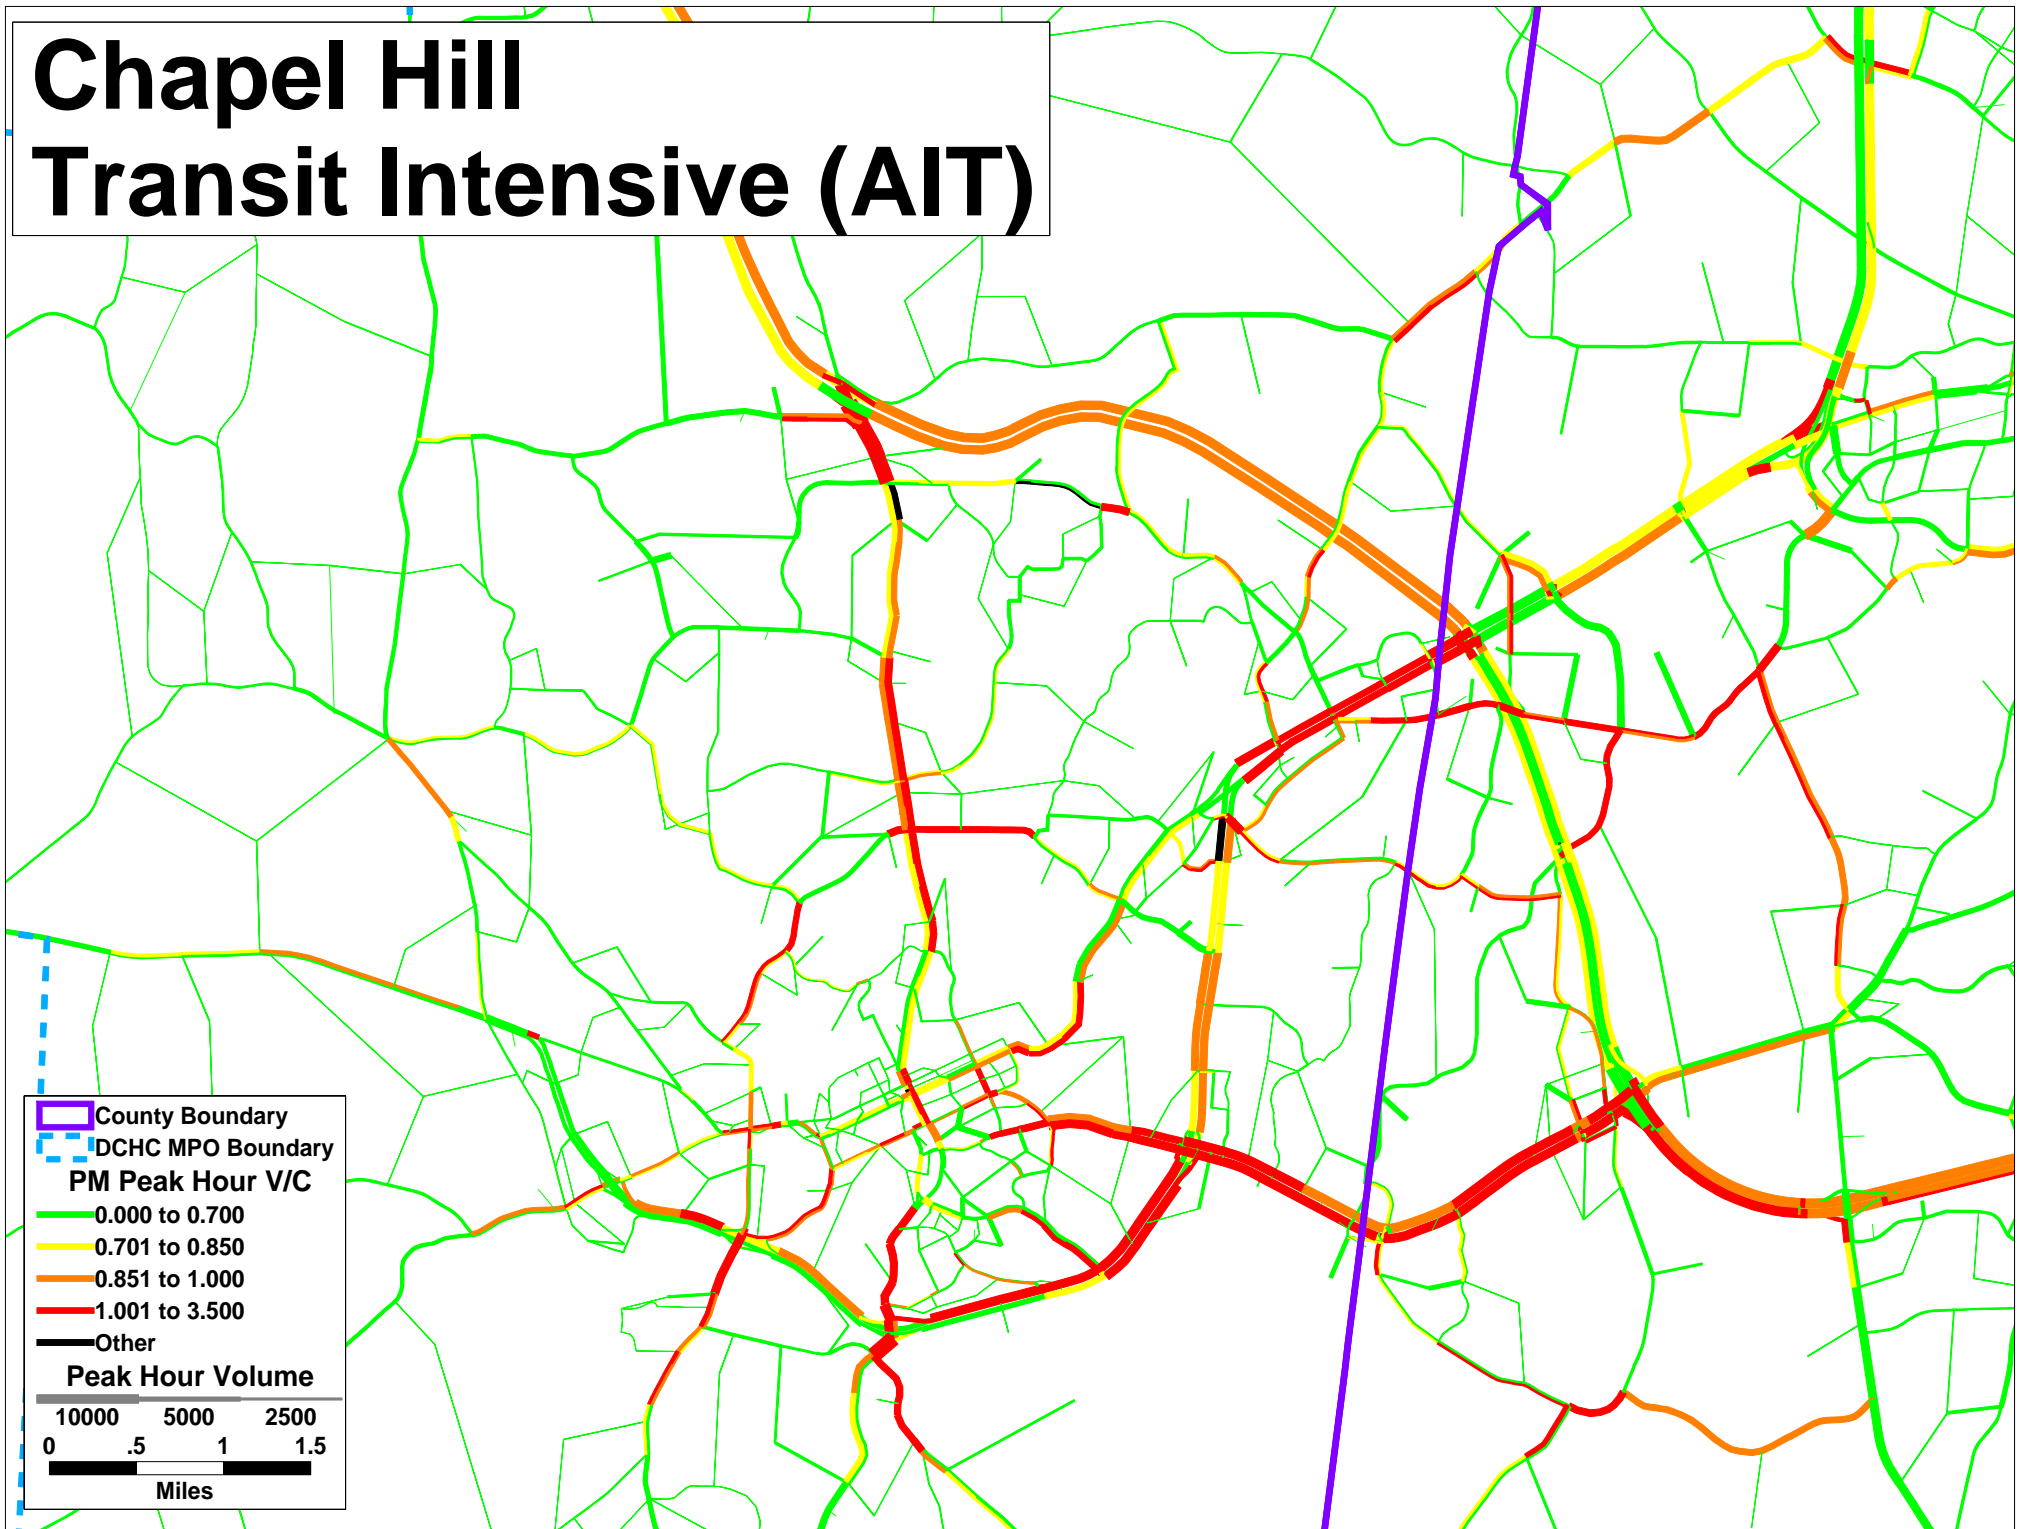 Chapel Hill
Transit Intensive (AIT)
County Boundary
DCHC MPO Boundary
PM Peak Hour V/C
0.000 to 0.700
0.701 to 0.850
0.851 to 1.000
1.001 to 3.500
Other
Peak Hour Volume
10000 5000 2500
0 .5 1 1.5
Miles